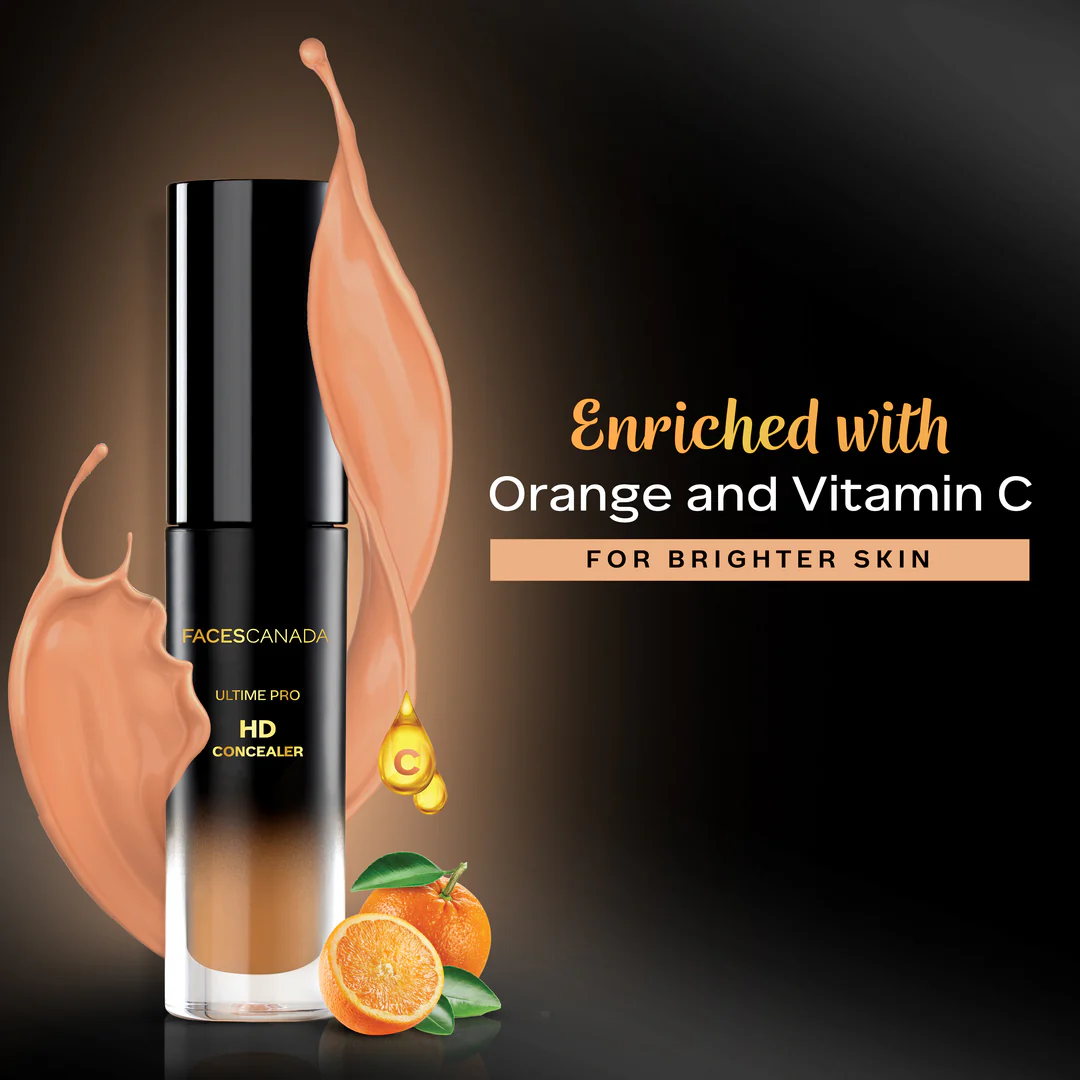 Enriched with
Orange and Vitamin C
FOR BRIGHTER SKIN
FACESCANADA
ULTIME PRO
HD
CONCEALER
C